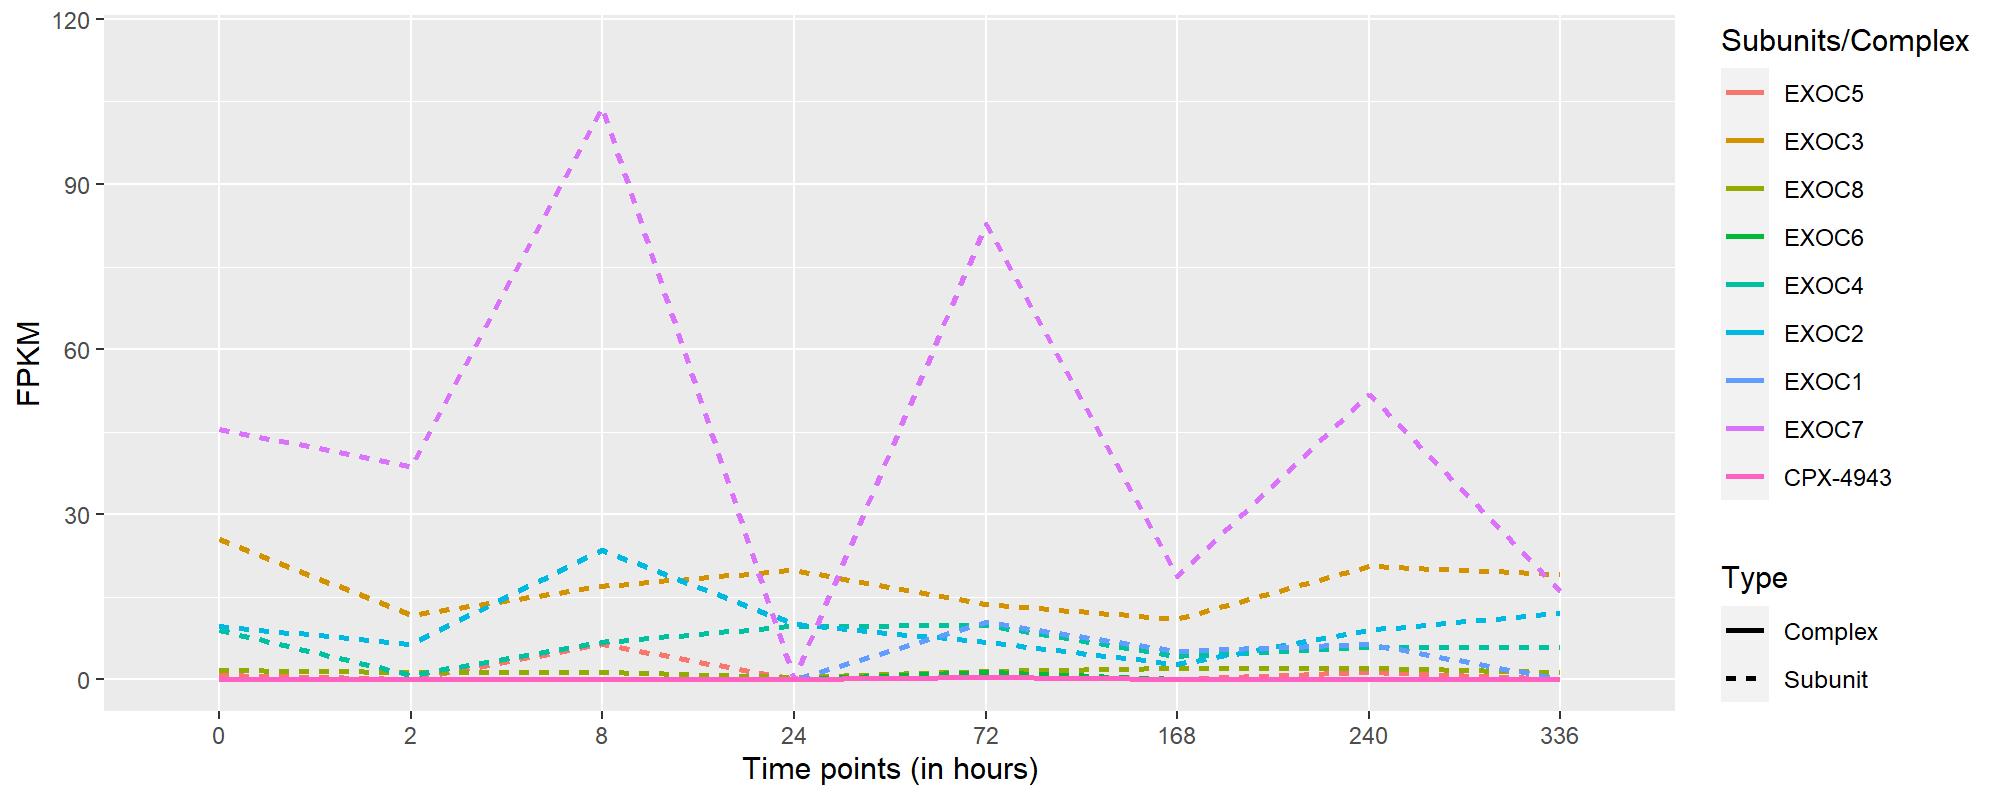 120
90
60
30
0
FPKM
0 2 8 24 72 168 240 336
Time points (in hours)
Subunits/Complex
EXOC5
EXOC3
EXOC8
EXOC6
EXOC4
EXOC2
EXOC1
EXOC7
CPX-4943
Type
Complex
Subunit